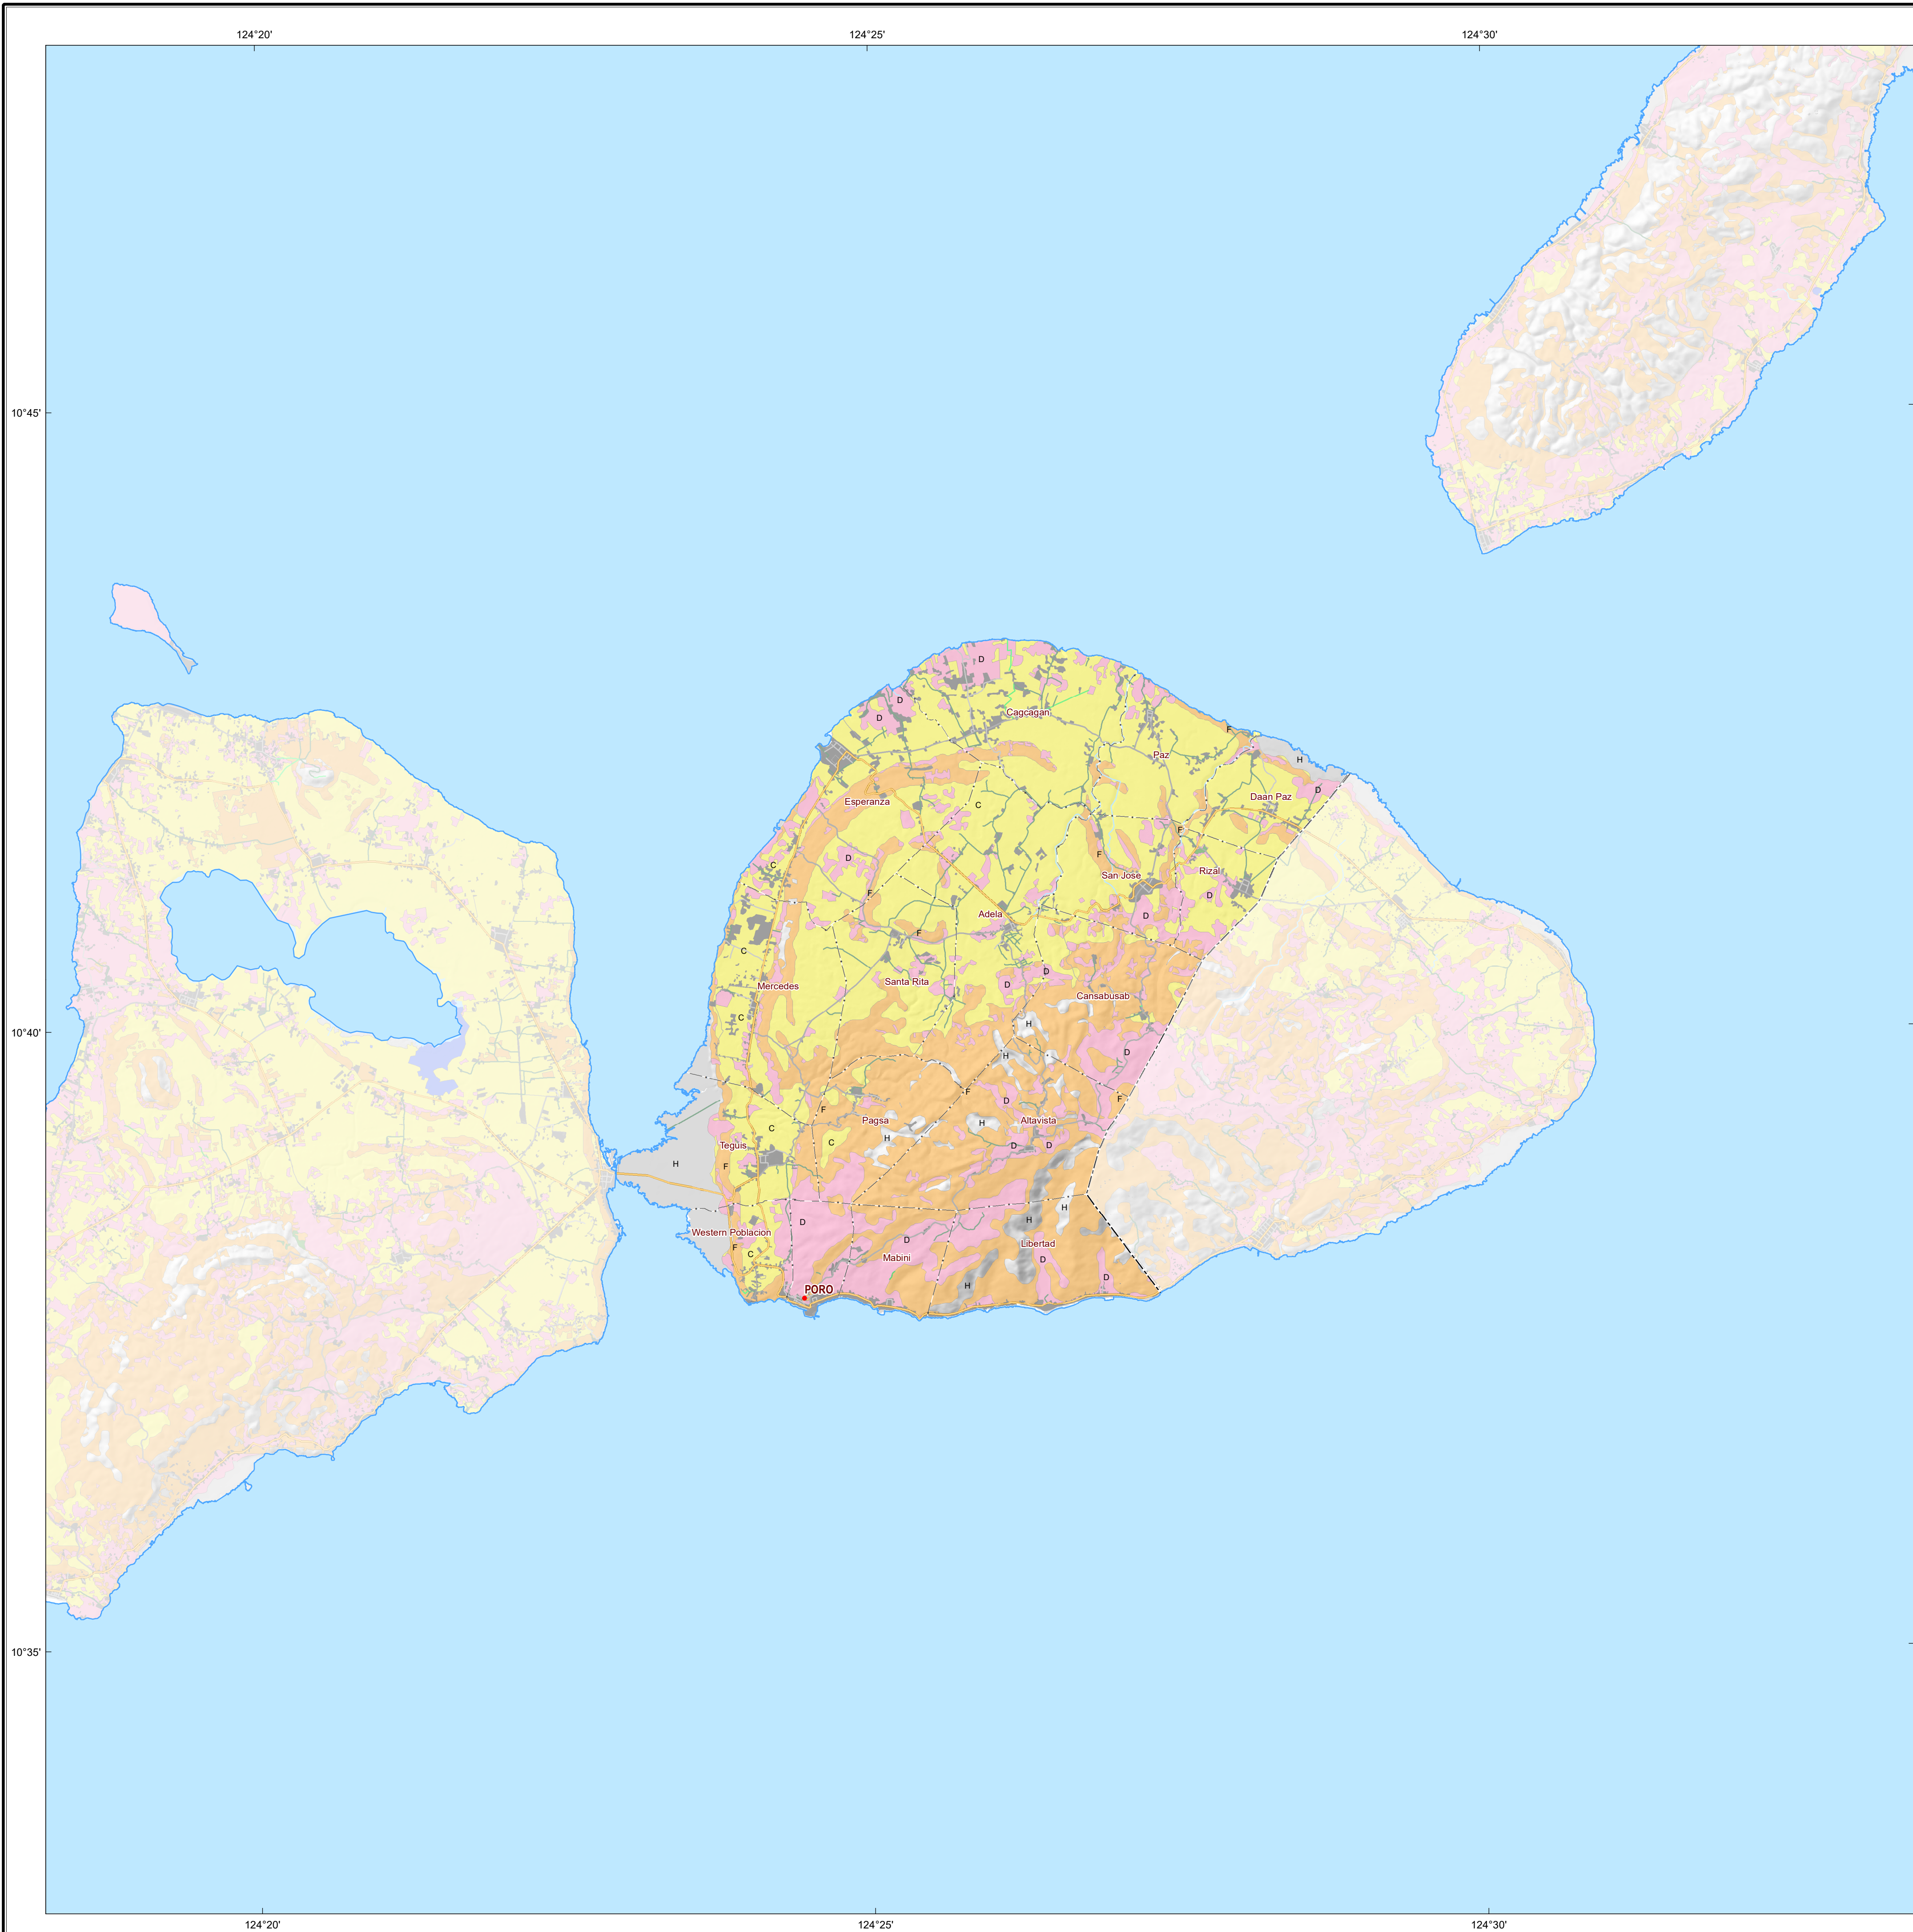 124°20' 124°25' 124°30'
10°45'
D
D
D
Cagcagan
F
Paz
H
D
Daan Paz
Esperanza
C
F
D
F
C
San Jose
Rizal
F
D
Adela
D
F
C
D
Santa Rita
D
Mercedes
Cansabusab
C
H
10°40'
D
H
F
F
D
F
Pagsa
H
Altavista
C
H
C
Teguis
D
D
H
F
H
D
H
Western Poblacion
D
F
Mabini
Libertad
C
D
D
H
PORO
10°35'
124°20' 124°25' 124°30'